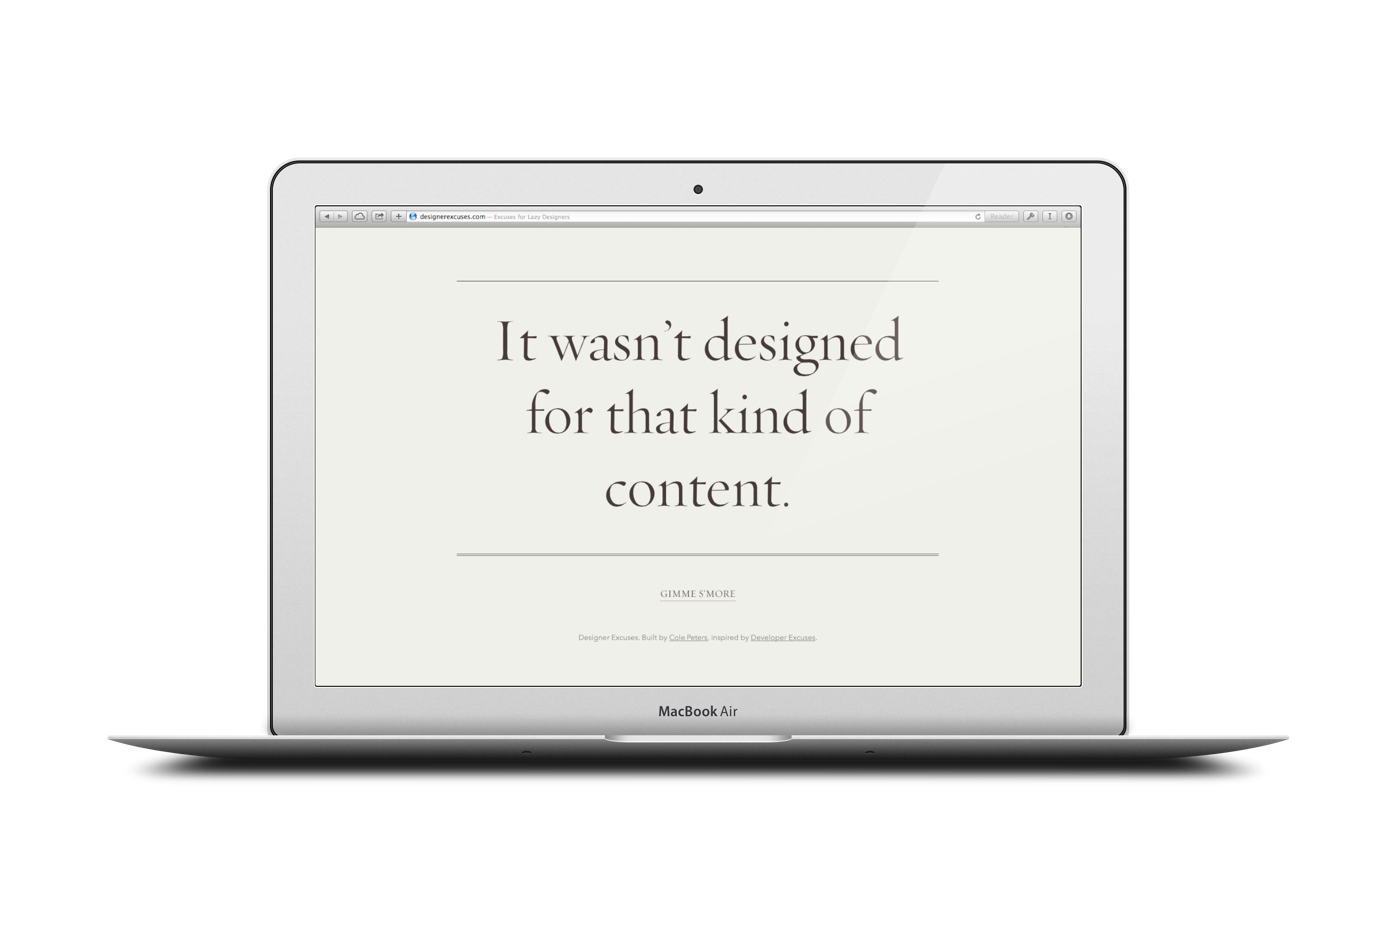 designerexcuses.com — Excuses for Lazy Designers
Reader
It wasn’t designed
for that kind of
content.
GIMME S’MORE
Designer Excuses. Built by Cole Peters, inspired by Developer Excuses.
MacBook Air